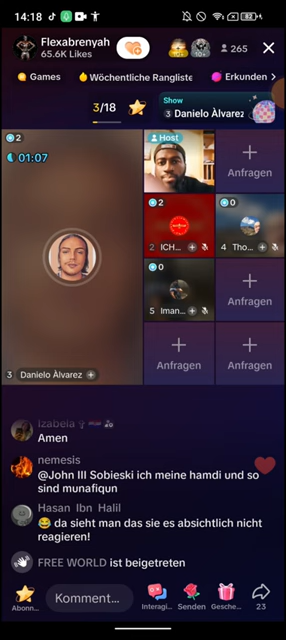 14:18
82
Flexabrenyah
65.6K Likes
265
Games
Wöchentliche Rangliste
Erkunden
3/18
Show
3 Danielo Àlvarez
2
01:07
Host
Anfragen
2
2 ICH...
0
4 Tho...
0
5 Iman...
Anfragen
Anfragen
Anfragen
3 Danielo Àlvarez
Izabela
Amen
nemesis
@John III Sobieski ich meine hamdi und so
sind munafiqun
Hasan Ibn Halil
😂 da sieht man das sie es absichtlich nicht
reagieren!
FREE WORLD ist beigetreten
Abonn...
Komment...
Interagi...
Senden
Gesche...
23